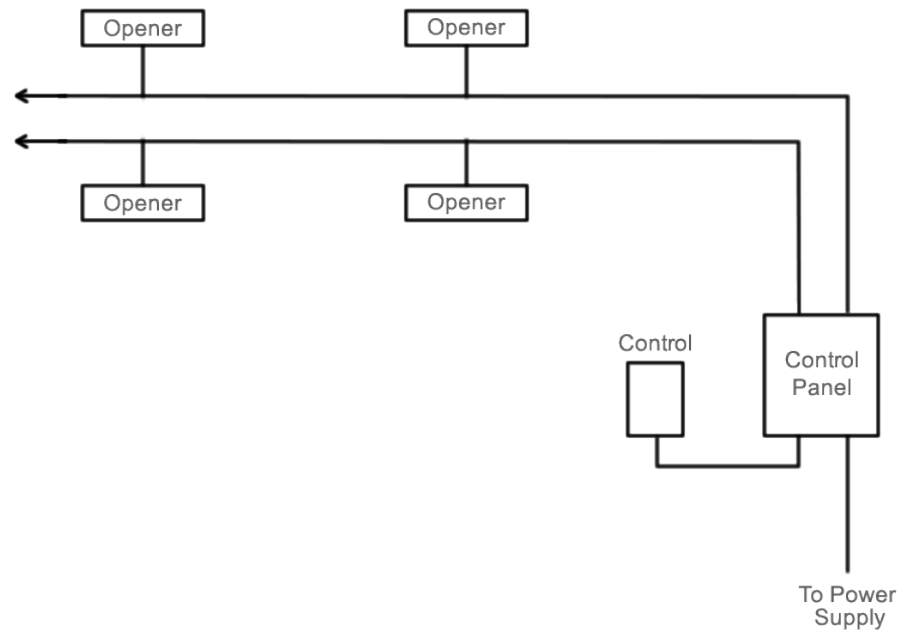 Opener
Opener
Opener
Opener
Control
Control
Panel
To Power
Supply